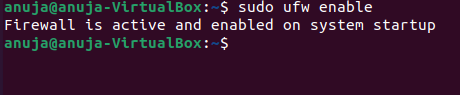 anuja@anuja-VirtualBox:~$ sudo ufw enable
Firewall is active and enabled on system startup
anuja@anuja-VirtualBox:~$